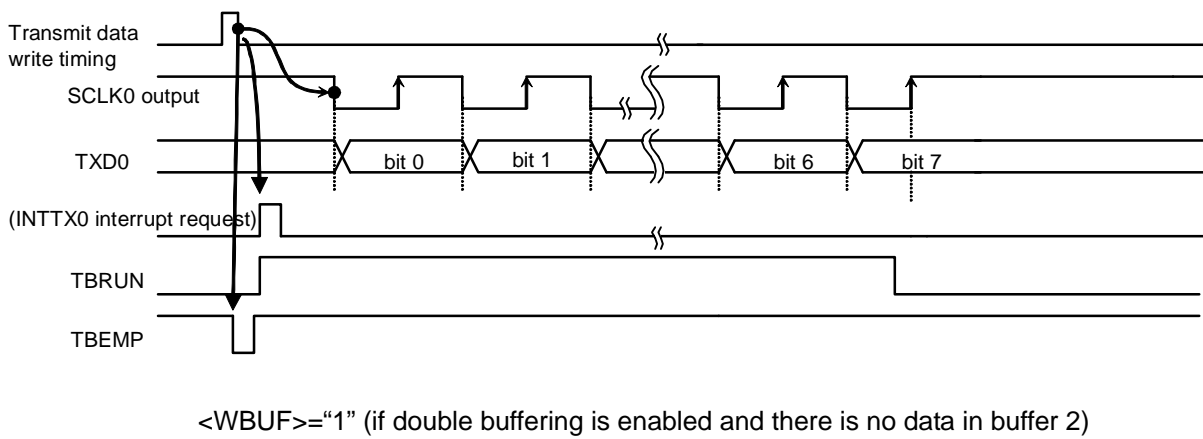 Transmit data
write timing
SCLK0 output
TXD0
bit 0
bit 1
bit 6
bit 7
(INTTX0 interrupt request)
TBRUN
TBEMP
<WBUF>=“1” (if double buffering is enabled and there is no data in buffer 2)